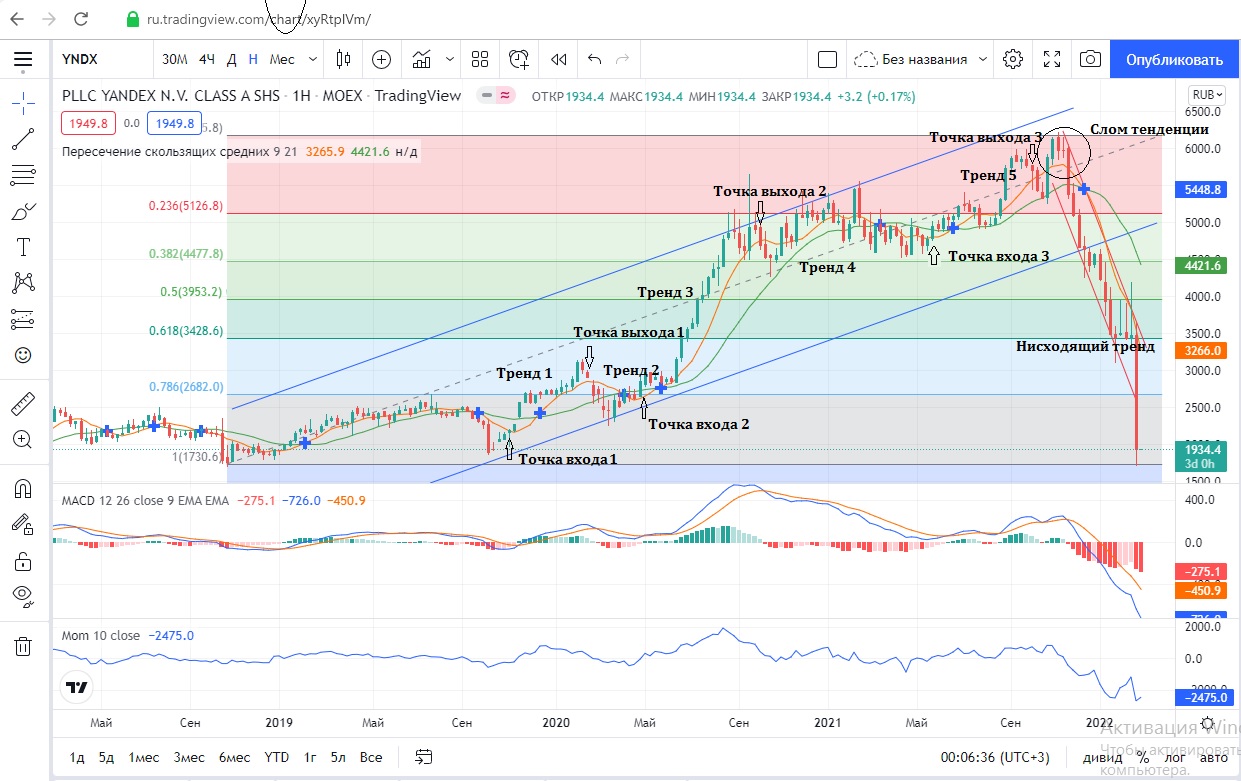 ru.tradingview.com/chart/xyRtpIVm/
YNDX 30М 4Ч Д Н Мес Без названия Опубликовать
PLLC YANDEX N.V. CLASS A SHS · 1Н · MOEX · TradingView ОТКР1934.4 МАКС1934.4 МИН1934.4 ЗАКР1934.4 +3.2 (+0.17%) RUB
1949.8 0.0 1949.8 5.8)
Пересечение скользящих средних 9 21 3265.9 4421.6 н/д
6500.0
Слом тенденции
Точка выхода 3
6000.0
Тренд 5
Точка выхода 2
5448.8
0.236(5126.8)
5000.0
0.382(4477.8)
Точка входа 3
Тренд 4
4421.6
0.5(3953.2)
Тренд 3
4000.0
0.618(3428.6)
Точка выхода 1
3500.0
Нисходящий тренд
3266.0
Тренд 1
Тренд 2
3000.0
0.786(2682.0)
2500.0
Точка входа 2
1934.4
3d 0h
1(1730.6)
Точка входа 1
1500.0
MACD 12 26 close 9 EMA EMA −275.1 −726.0 −450.9
400.0
0.0
−275.1
−450.9
−726.0
Mom 10 close −2475.0
2000.0
0.0
−2475.0
Май Сен 2019 Май Сен 2020 Май Сен 2021 Май Сен 2022
Активация Win
1д 5д 1мес 3мес 6мес YTD 1г 5л Все 00:06:36 (UTC+3) дивид % лог авто
Чтобы активировать
компьютера.